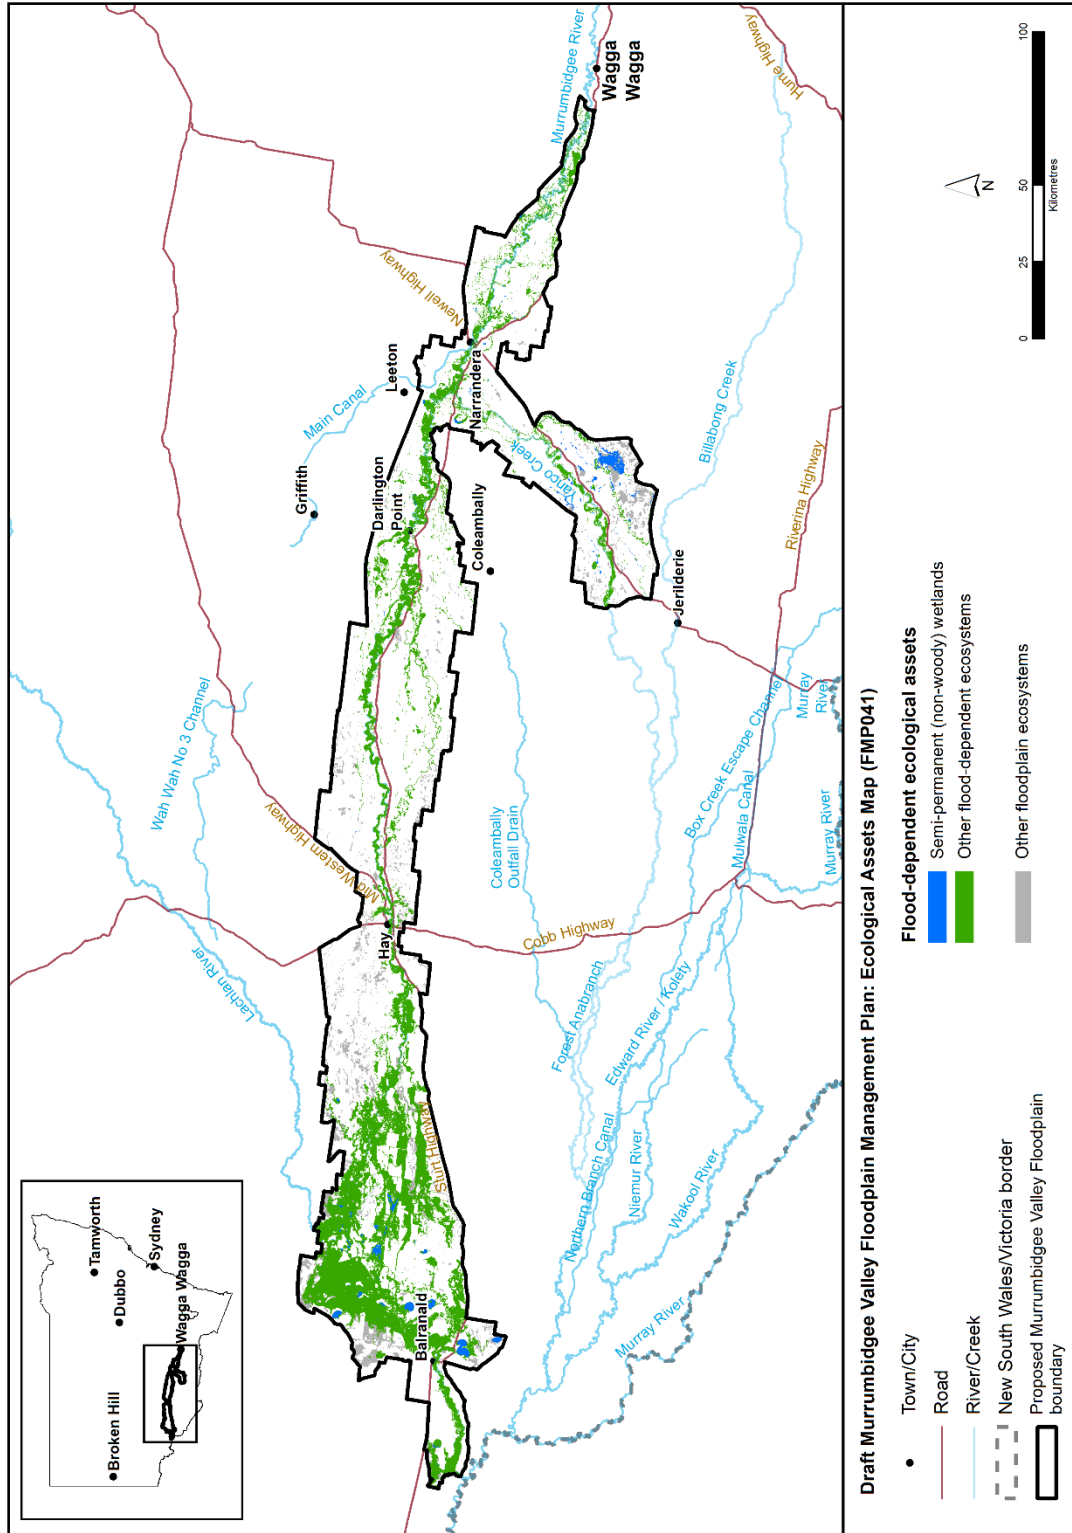 Broken Hill
Tamworth
Dubbo
Sydney
Wagga Wagga
Lachlan River
Wah Wah No 3 Channel
Mid Western Highway
Newell Highway
Main Canal
Griffith
Leeton
Darlington
Point
Narrandera
Murrumbidgee River
Wagga
Wagga
Hume Highway
Hay
Balranald
Sturt Highway
Coleambally
Yanco Creek
Coleambally
Outfall Drain
Cobb Highway
Forest Anabranch
Jerilderie
Billabong Creek
Northern Branch Canal
Edward River / Kolety
Niemur River
Wakool River
Box Creek Escape Channel
Mulwala Canal
Riverina Highway
Murray River
Murray River
Murray
River
Draft Murrumbidgee Valley Floodplain Management Plan: Ecological Assets Map (FMP041)
Town/City
Road
River/Creek
New South Wales/Victoria border
Proposed Murrumbidgee Valley Floodplain
boundary
Flood-dependent ecological assets
Semi-permanent (non-woody) wetlands
Other flood-dependent ecosystems
Other floodplain ecosystems
N
0
25
50
100
Kilometres